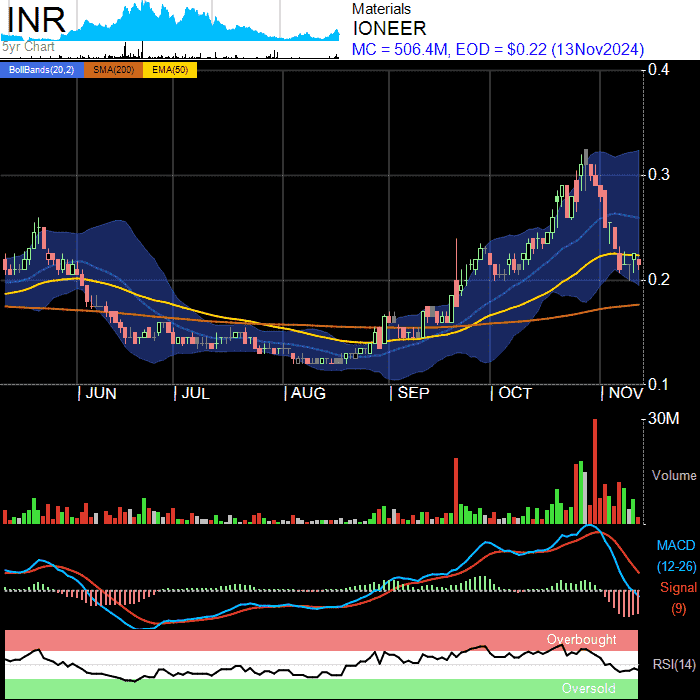 INR
5yr Chart
Materials
IONEER
MC = 506.4M, EOD = $0.22 (13Nov2024)
BollBands(20,2) SMA(200) EMA(50)
0.4
0.3
0.2
0.1
JUN JUL AUG SEP OCT NOV
30M
Volume
MACD
(12-26)
Signal
(9)
Overbought
RSI(14)
Oversold